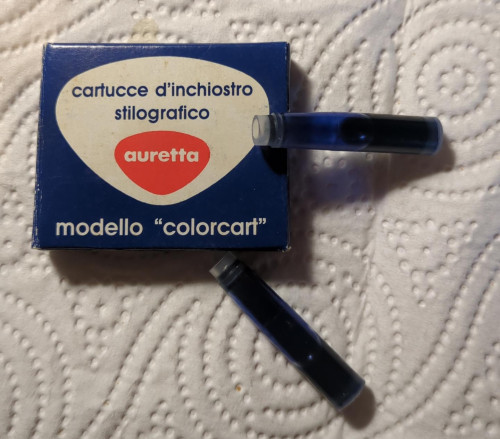 cartucce d'inchiostro
stilografico
auretta
modello "colorcart"